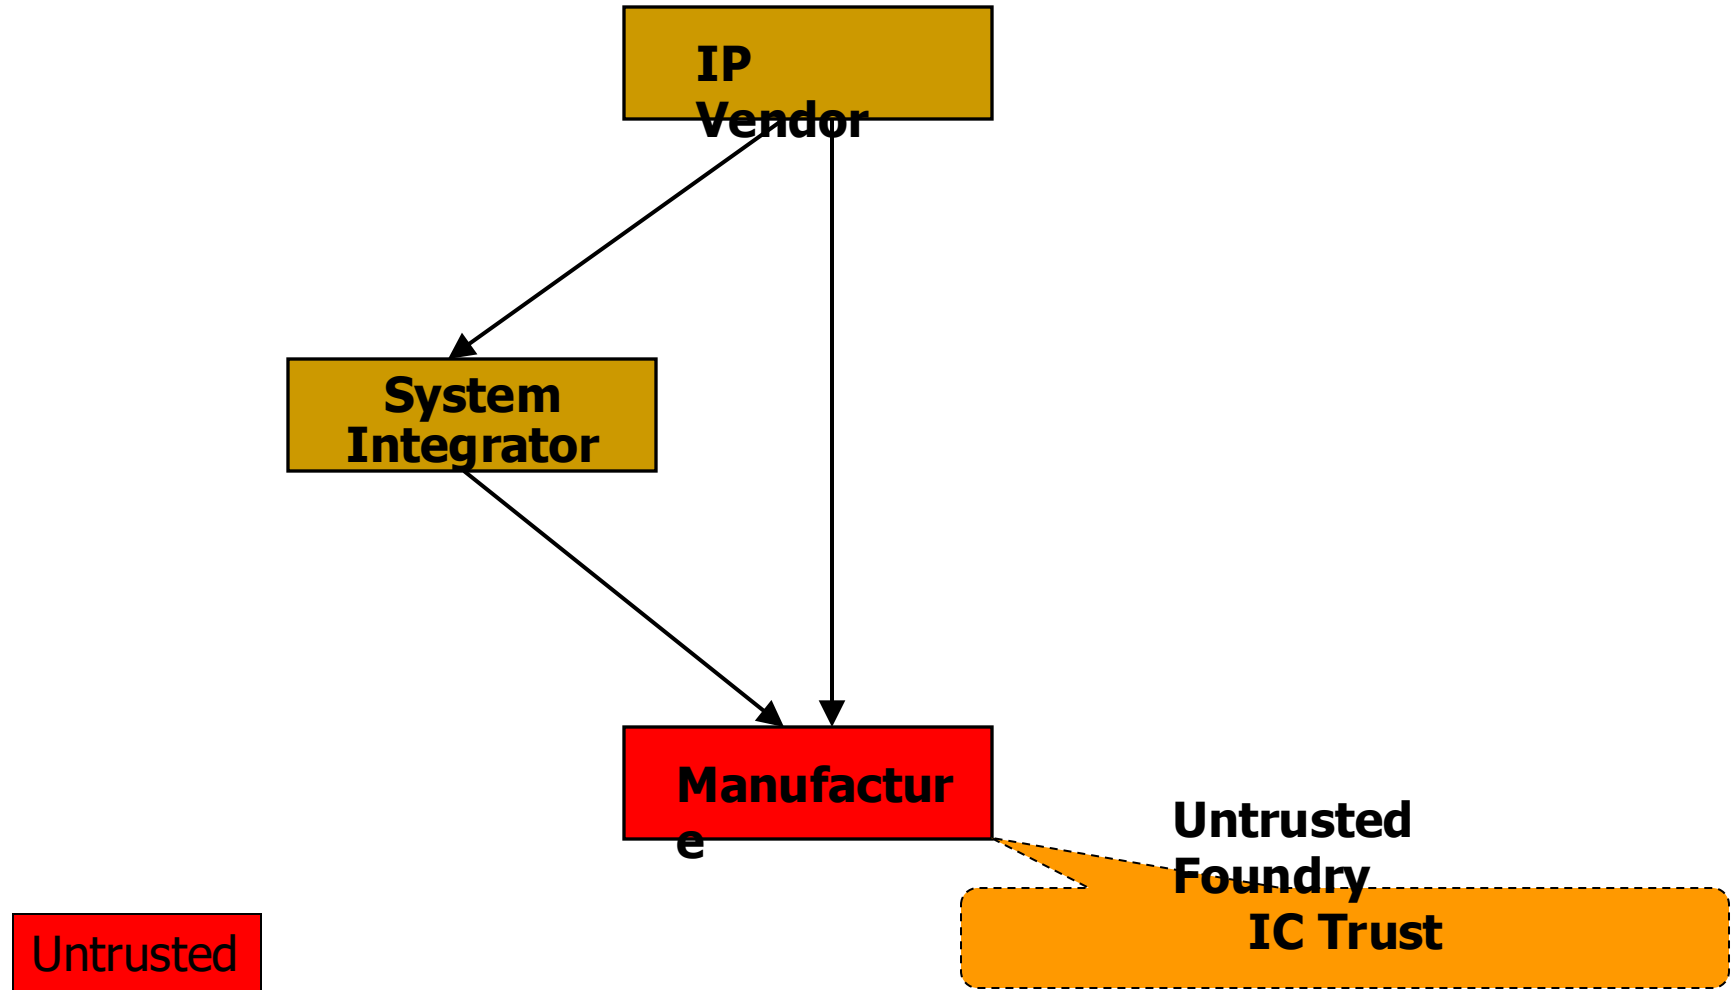 IP
Vendor
System
Integrator
Manufactur
e
Untrusted
Foundry
IC Trust
Untrusted